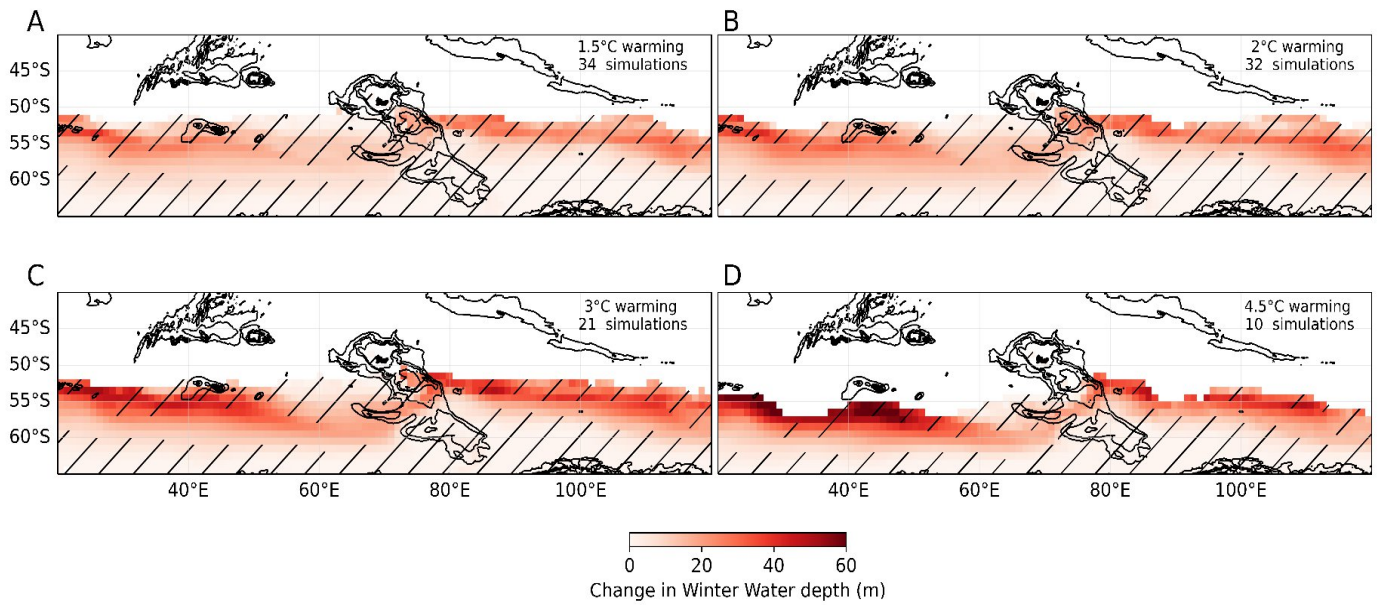 A
1.5°C warming
34 simulations
45°S
50°S
55°S
60°S
B
2°C warming
32 simulations
C
3°C warming
21 simulations
45°S
50°S
55°S
60°S
40°E
60°E
80°E
100°E
D
4.5°C warming
10 simulations
40°E
60°E
80°E
100°E
0
20
40
60
Change in Winter Water depth (m)